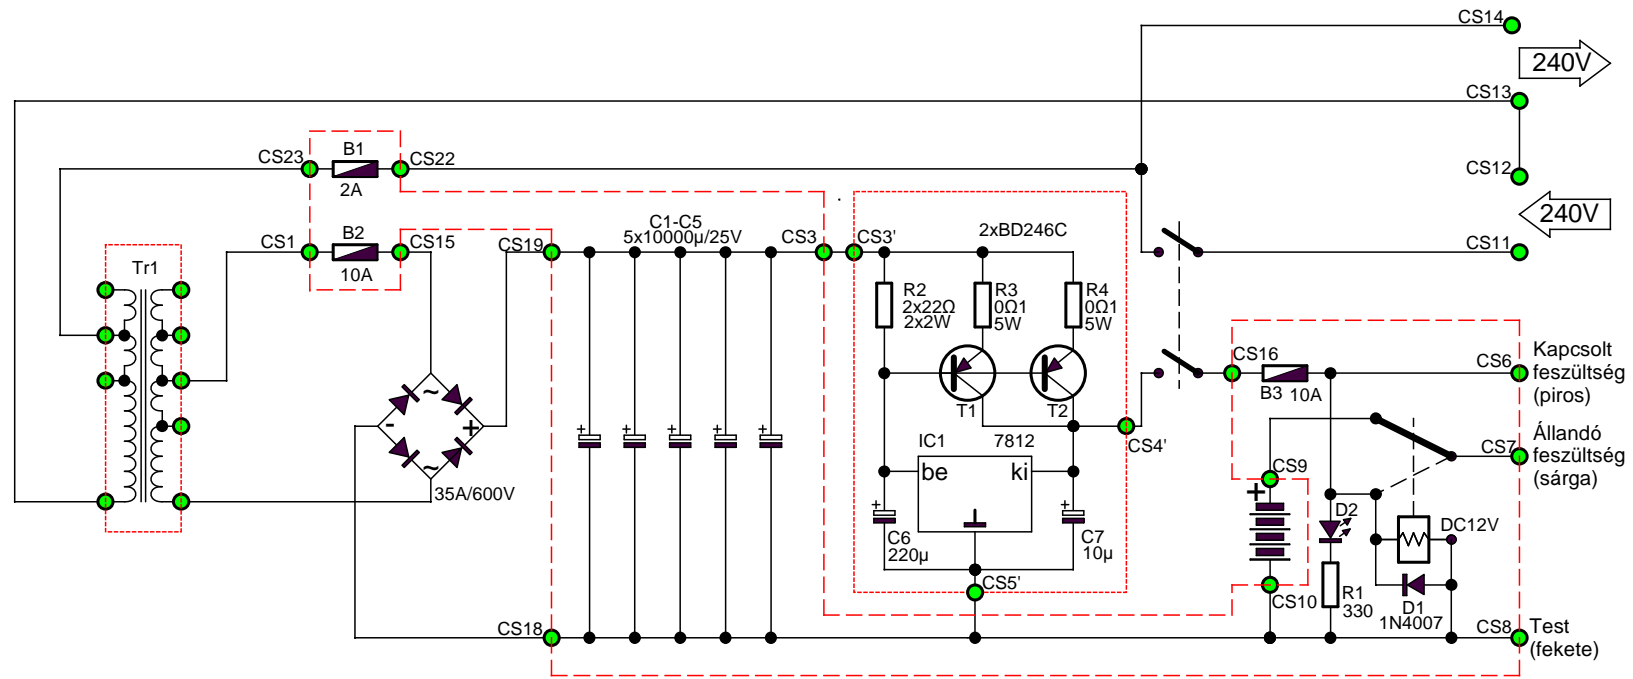 CS14
240V
CS13
CS12
240V
CS11
CS23
B1
2A
CS22
CS1
B2
10A
CS15
CS19
C1-C5
5x10000µ/25V
CS3
CS3'
2xBD246C
Tr1
R2
2x22Ω
2x2W
R3
0Ω1
5W
R4
0Ω1
5W
T1
T2
CS4'
IC1
7812
be
ki
C6
220µ
C7
10µ
CS5'
~
-
+
~
35A/600V
+
+
+
+
+
+
+
CS18
CS16
B3
10A
CS6
Kapcsolt
feszültség
(piros)
CS7
Állandó
feszültség
(sárga)
CS9
+
CS10
D2
R1
330
DC12V
D1
1N4007
CS8
Test
(fekete)